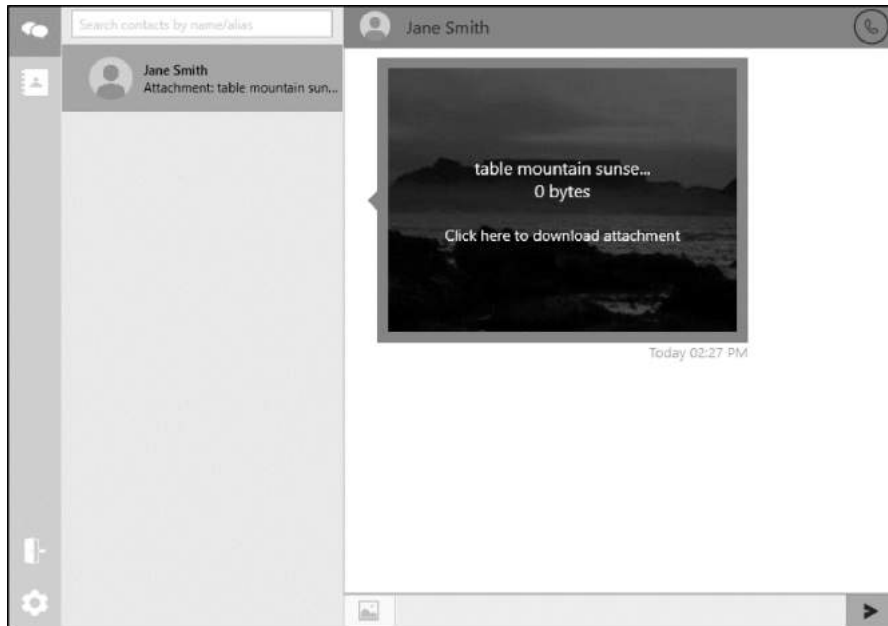 Search contacts by name/alias
Jane Smith
Jane Smith
Attachment: table mountain sun...
table mountain sunse...
0 bytes
Click here to download attachment
Today 02:27 PM